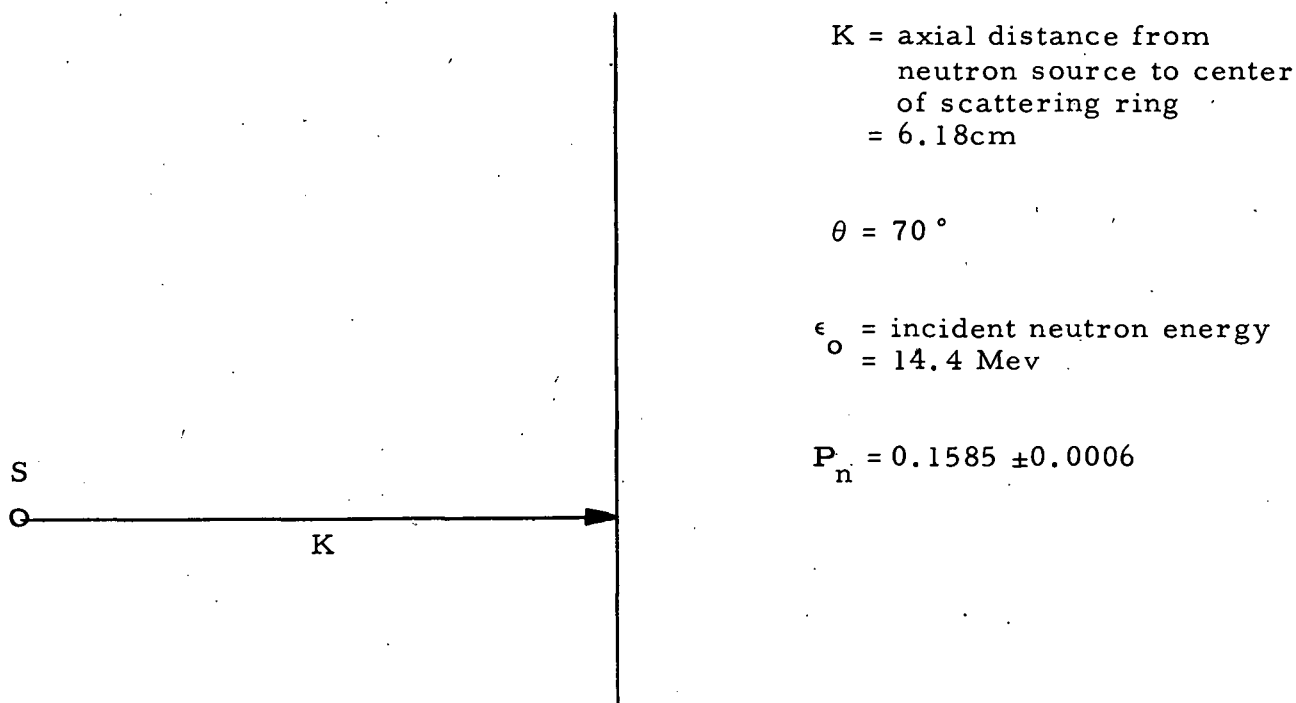 K = axial distance from
neutron source to center
of scattering ring
= 6.18cm
θ = 70°
ϵo = incident neutron energy
= 14.4 Mev
Pn = 0.1585 ±0.0006
S
K